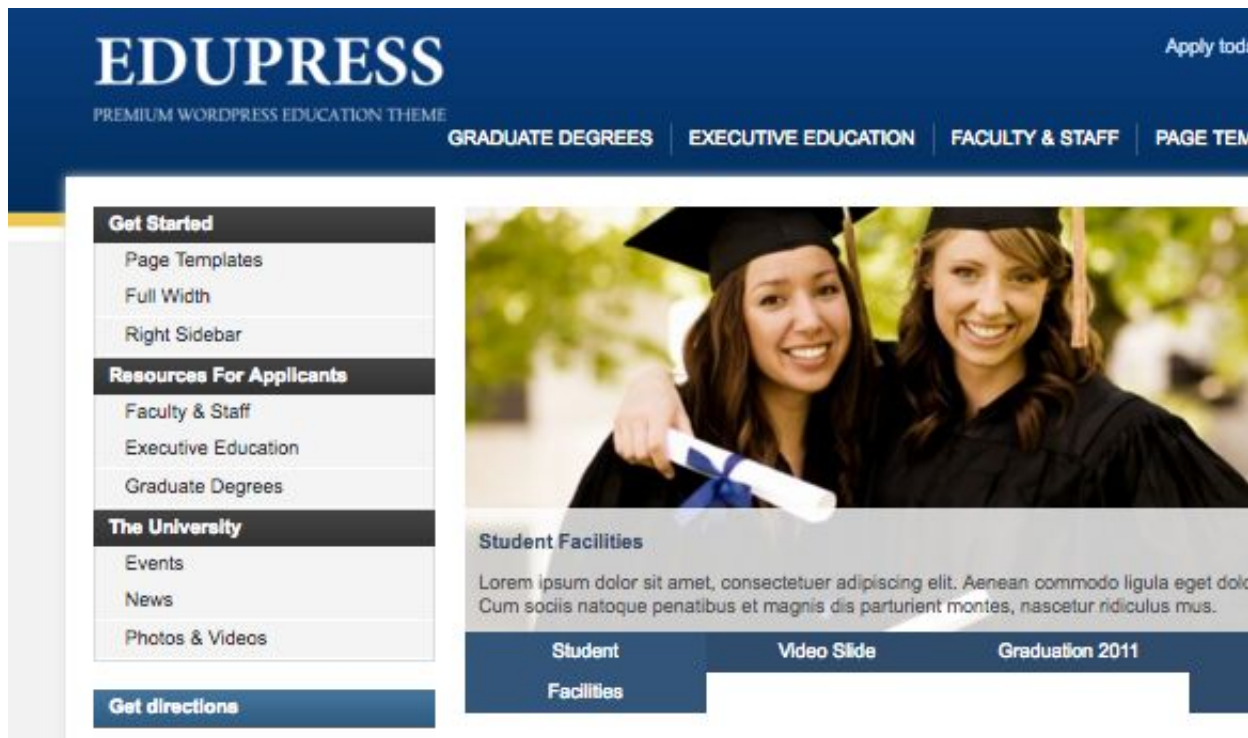 EDUPRESS
PREMIUM WORDPRESS EDUCATION THEME
Apply
GRADUATE DEGREES
EXECUTIVE EDUCATION
FACULTY & STAFF
PAGE
Get Started
Page Templates
Full Width
Right Sidebar
Resources For Applicants
Faculty & Staff
Executive Education
Graduate Degrees
The University
Events
News
Photos & Videos
Get directions
Student Facilities
Lorem ipsum dolor sit amet, consectetuer adipiscing elit. Aenean commodo ligula eget
Cum sociis natoque penatibus et magnis dis parturient montes, nascetur ridiculus mus.
Student
Facilities
Video Slide
Graduation 2011